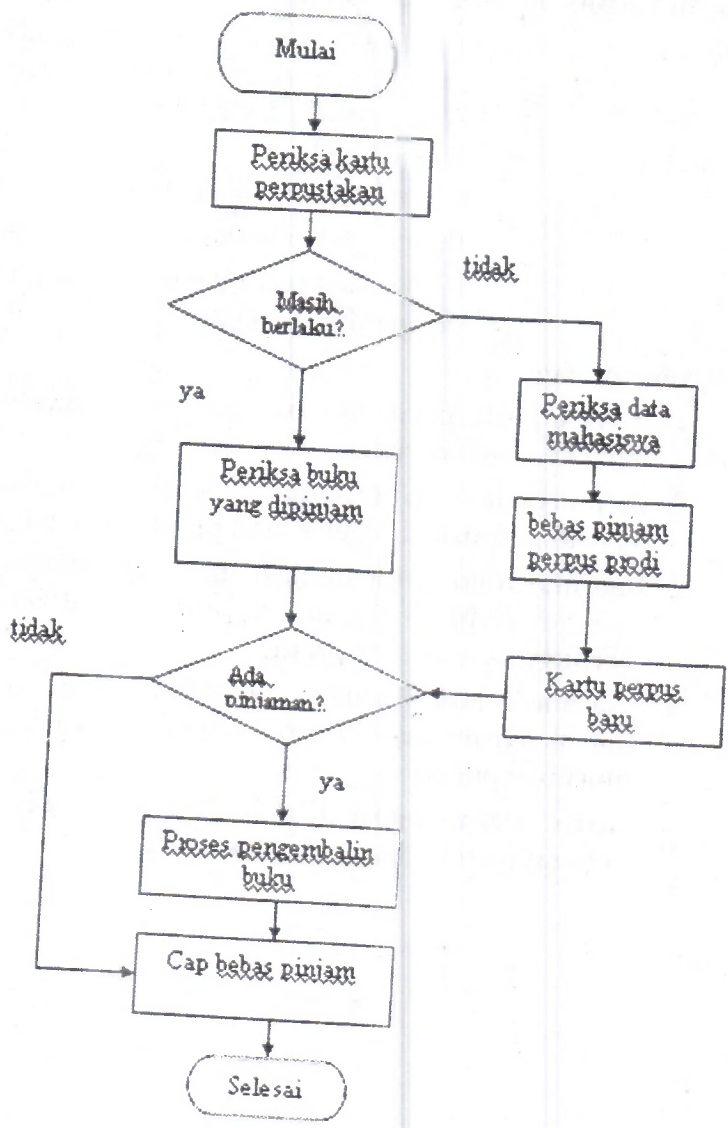 Mulai
Periksa kartu
perpustakan
tidak
Masih
berlaku?
ya
Periksa data
mahasiswa
Periksa buku
yang dipinjam
bebas pinjam
perpus prodi
tidak
Ada
pinjaman?
Kartu perpus
baru
ya
Proses pengembalin
buku
Cap bebas pinjam
Selesai